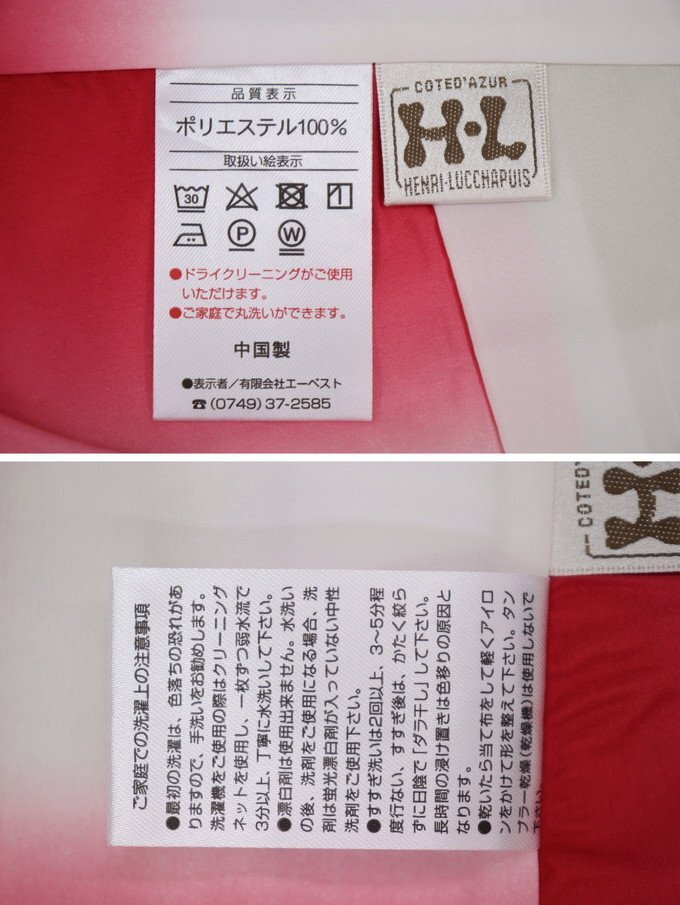 品質表示
ポリエステル100%
取扱い絵表示
30
P
W
●ドライクリーニングがご使用
いただけます。
●ご家庭で丸洗いができます。
中国製
●表示者/有限会社エーベスト
☎(0749)37-2585
COTED'AZUR
H·L
HENRI·LUCCHAPUIS
COTED
H
ご家庭での洗濯上の注意事項
●最初の洗濯は、色落ちの恐れがあ
りますので、手洗いをお勧めします。
洗濯機をご使用の際はクリーニング
ネットを使用し、一枚ずつ弱水流で
3分以上、丁寧に水洗いして下さい。
●漂白剤は使用出来ません。水洗い
の後、洗剤をご使用になる場合、洗
剤は蛍光漂白剤が入っていない中性
洗剤をご使用下さい。
●すすぎ洗いは2回以上、3~5分程
度行ない、すすぎ後は、かたく絞ら
ずに日陰で「ダラ干し」して下さい。
長時間の浸け置きは色移りの原因と
なります。
●乾いたら当て布をして軽くアイロ
ンをかけて形を整えて下さい。タン
ブラー乾燥(乾燥機)は使用しないで
下さい。